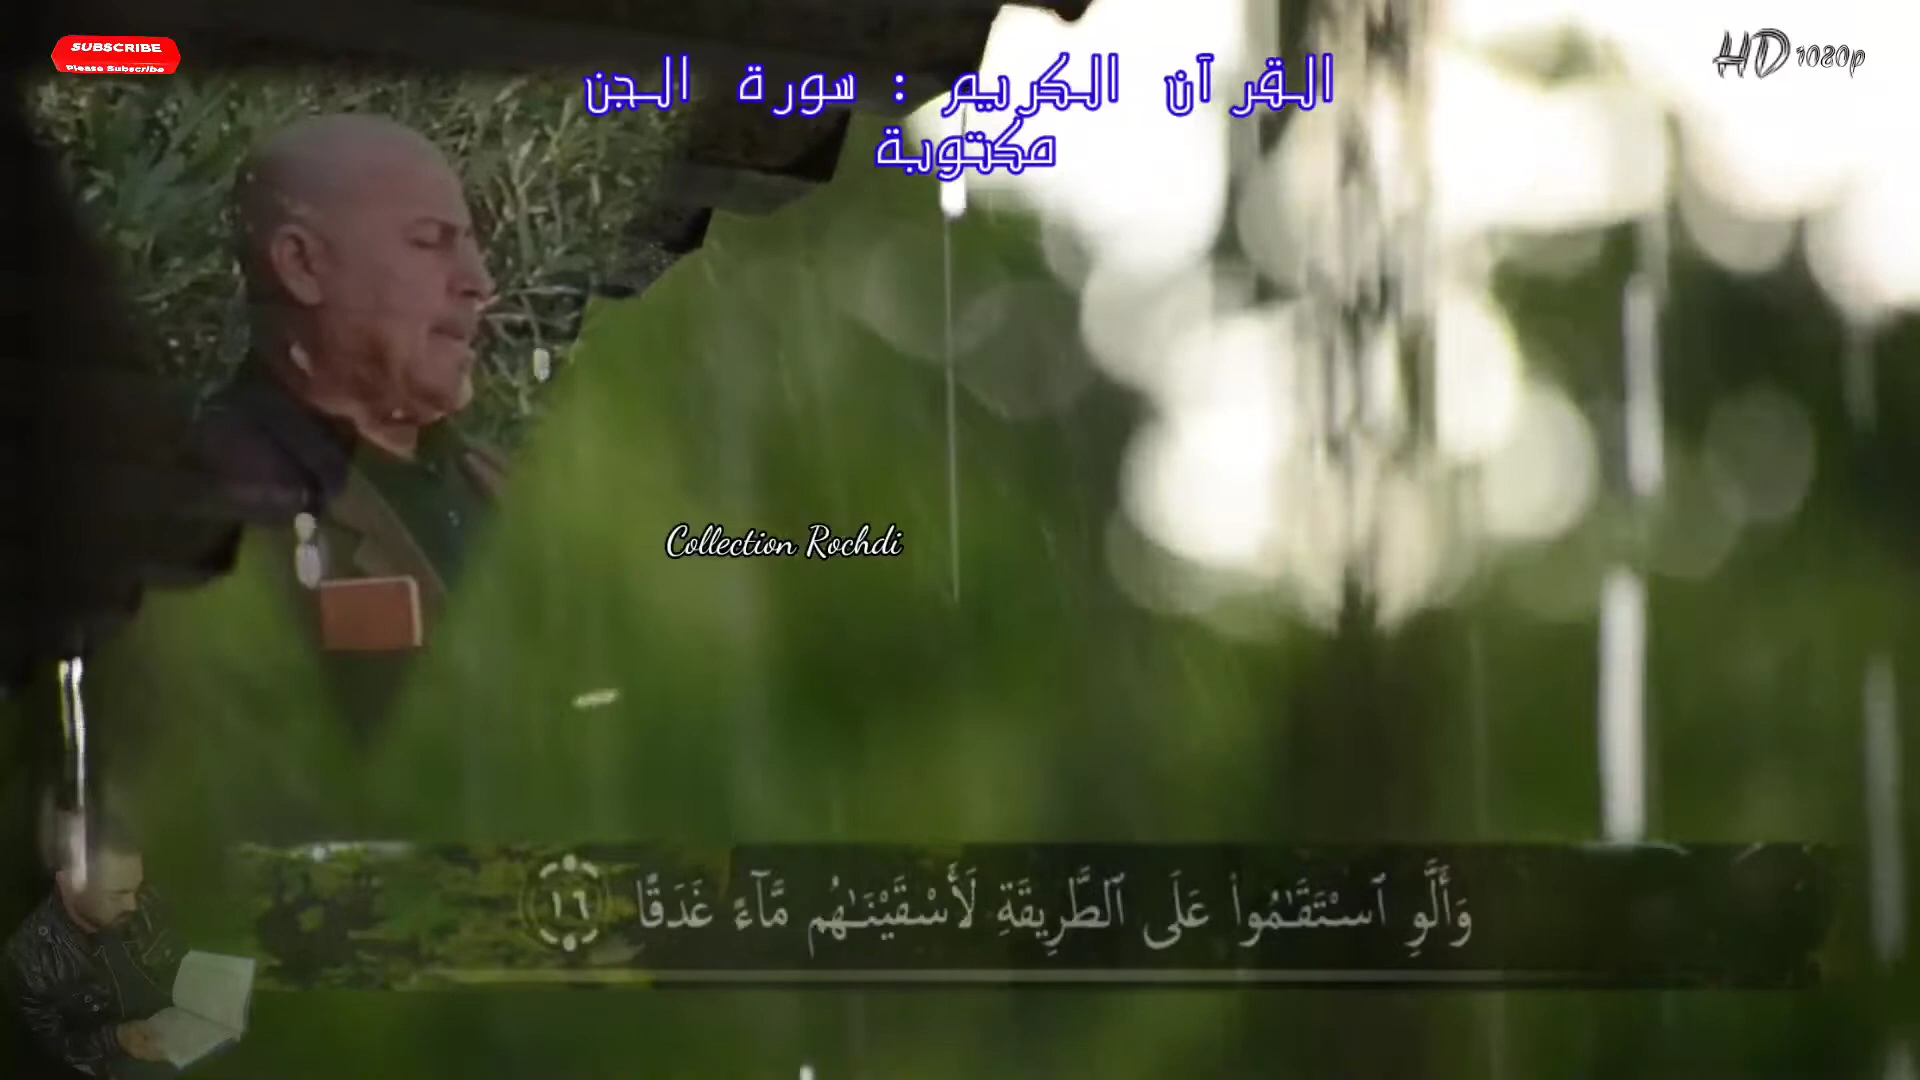 SUBSCRIBE
Please Subscribe
القرآن الكريم : سورة الجن
مكتوبة
HD 1080p
Collection Rochdi
وَأَلَّوِ ٱسْتَقَـٰمُوا۟ عَلَى ٱلطَّرِيقَةِ لَأَسْقَيْنَـٰهُم مَّآءً غَدَقًا ١٦